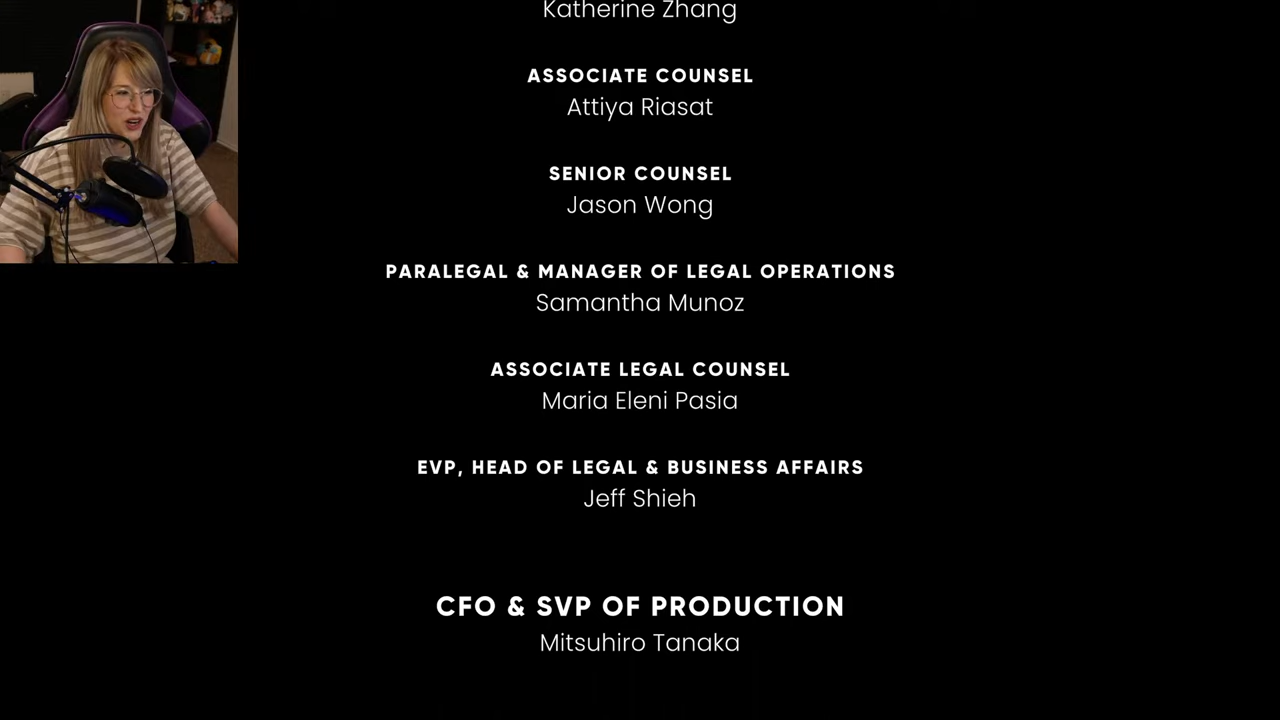 Katherine Zhang
ASSOCIATE COUNSEL
Attiya Riasat
SENIOR COUNSEL
Jason Wong
PARALEGAL & MANAGER OF LEGAL OPERATIONS
Samantha Munoz
ASSOCIATE LEGAL COUNSEL
Maria Eleni Pasia
EVP, HEAD OF LEGAL & BUSINESS AFFAIRS
Jeff Shieh
CFO & SVP OF PRODUCTION
Mitsuhiro Tanaka